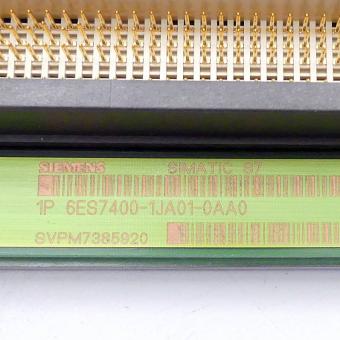 SIEMENS SIMATIC S7
1P 6ES7400-1JA01-0AA0
SVPM7385920